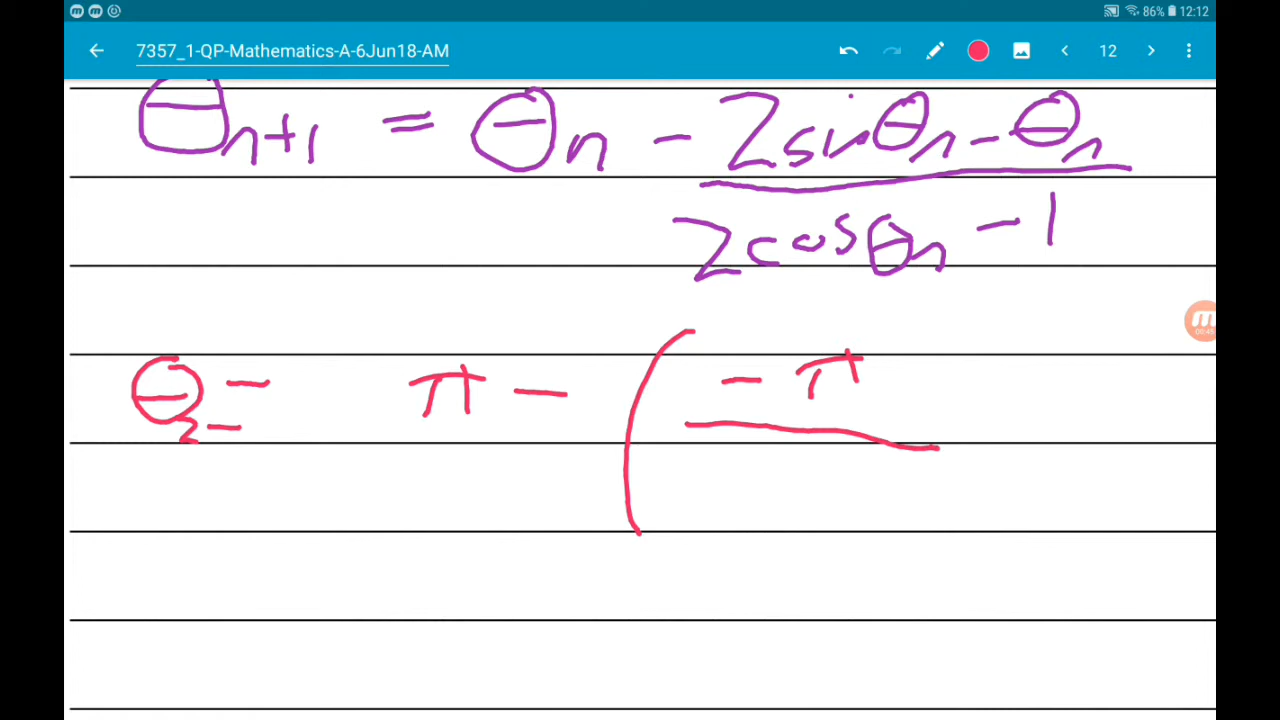 86% 12:12
7357_1-QP-Mathematics-A-6Jun18-AM 12
θn+1 = θn - 2sinθn - θn
2cosθn - 1
θ2 = π - ( - π